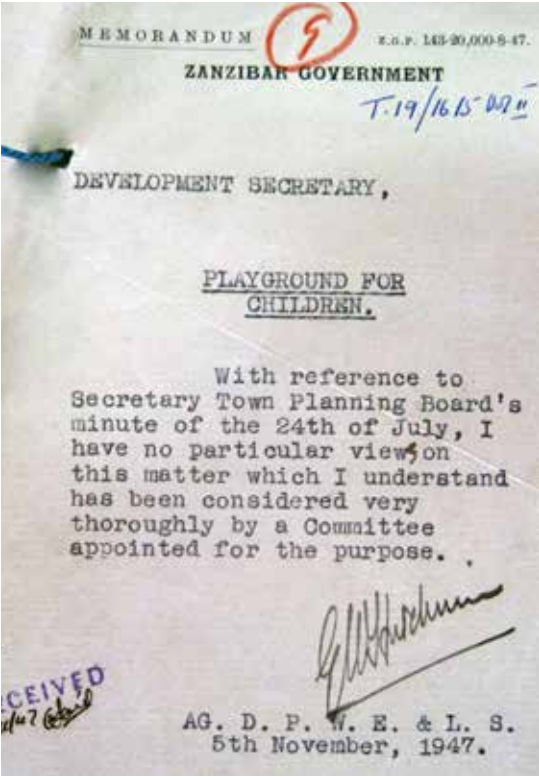 MEMORANDUM
9
Z.G.P. 143-20,000-8-47.
ZANZIBAR GOVERNMENT
DEVELOPMENT SECRETARY,
PLAYGROUND FOR
CHILDREN.
With reference to
Secretary Town Planning Board's
minute of the 24th of July, I
have no particular views on
this matter which I understand
has been considered very
thoroughly by a Committee
appointed for the purpose.
CEIVED
AG. D. P. W. E. & L. S.
5th November, 1947.